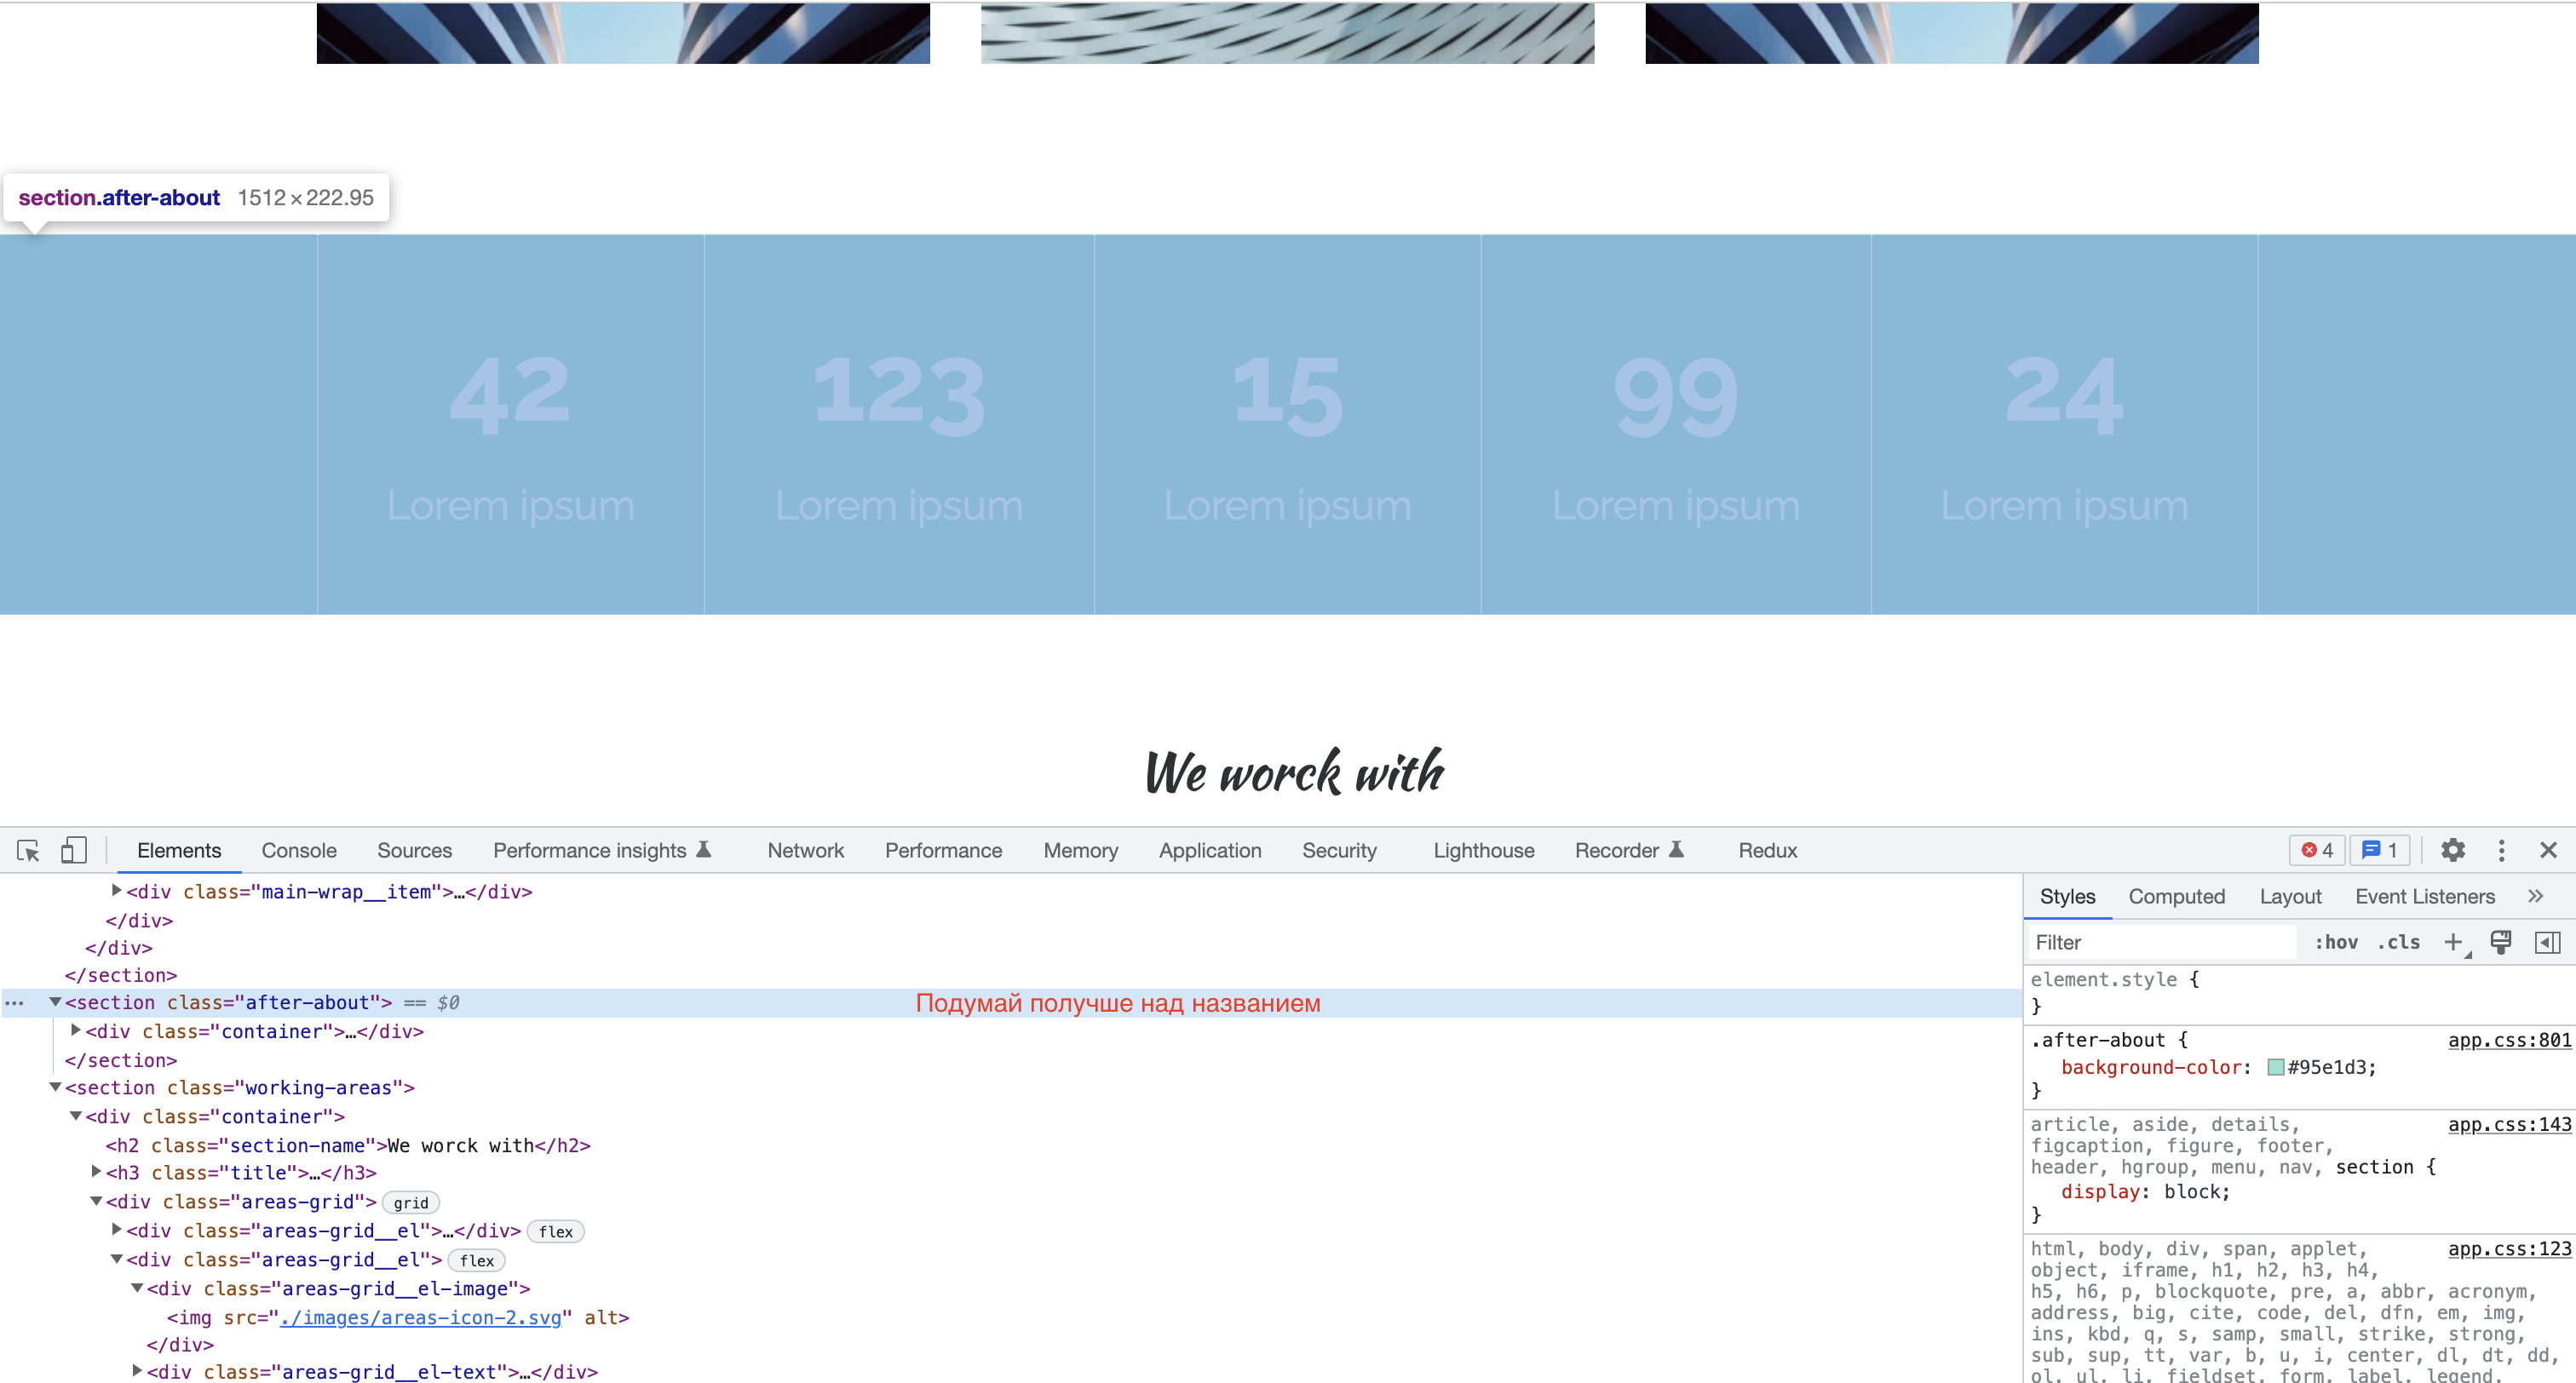 section.after-about 1512 × 222.95
42 123 15 99 24
Lorem ipsum Lorem ipsum Lorem ipsum Lorem ipsum Lorem ipsum
We worck with
Elements Console Sources Performance insights Network Performance Memory Application Security Lighthouse Recorder Redux 4 1
<div class="main-wrap__item">…</div>
</div>
</div>
</section>
<section class="after-about"> == $0 Подумай получше над названием
<div class="container">…</div>
</section>
<section class="working-areas">
<div class="container">
<h2 class="section-name">We worck with</h2>
<h3 class="title">…</h3>
<div class="areas-grid"> grid
<div class="areas-grid__el">…</div> flex
<div class="areas-grid__el"> flex
<div class="areas-grid__el-image">
<img src="./images/areas-icon-2.svg" alt>
</div>
<div class="areas-grid__el-text">…</div>
Styles Computed Layout Event Listeners
Filter :hov .cls
element.style {
}
.after-about { app.css:801
background-color: #95e1d3;
}
article, aside, details, app.css:143
figcaption, figure, footer,
header, hgroup, menu, nav, section {
display: block;
}
html, body, div, span, applet, app.css:123
object, iframe, h1, h2, h3, h4,
h5, h6, p, blockquote, pre, a, abbr, acronym,
address, big, cite, code, del, dfn, em, img,
ins, kbd, q, s, samp, small, strike, strong,
sub, sup, tt, var, b, u, i, center, dl, dt, dd,
ol, ul, li, fieldset, form, label, legend,